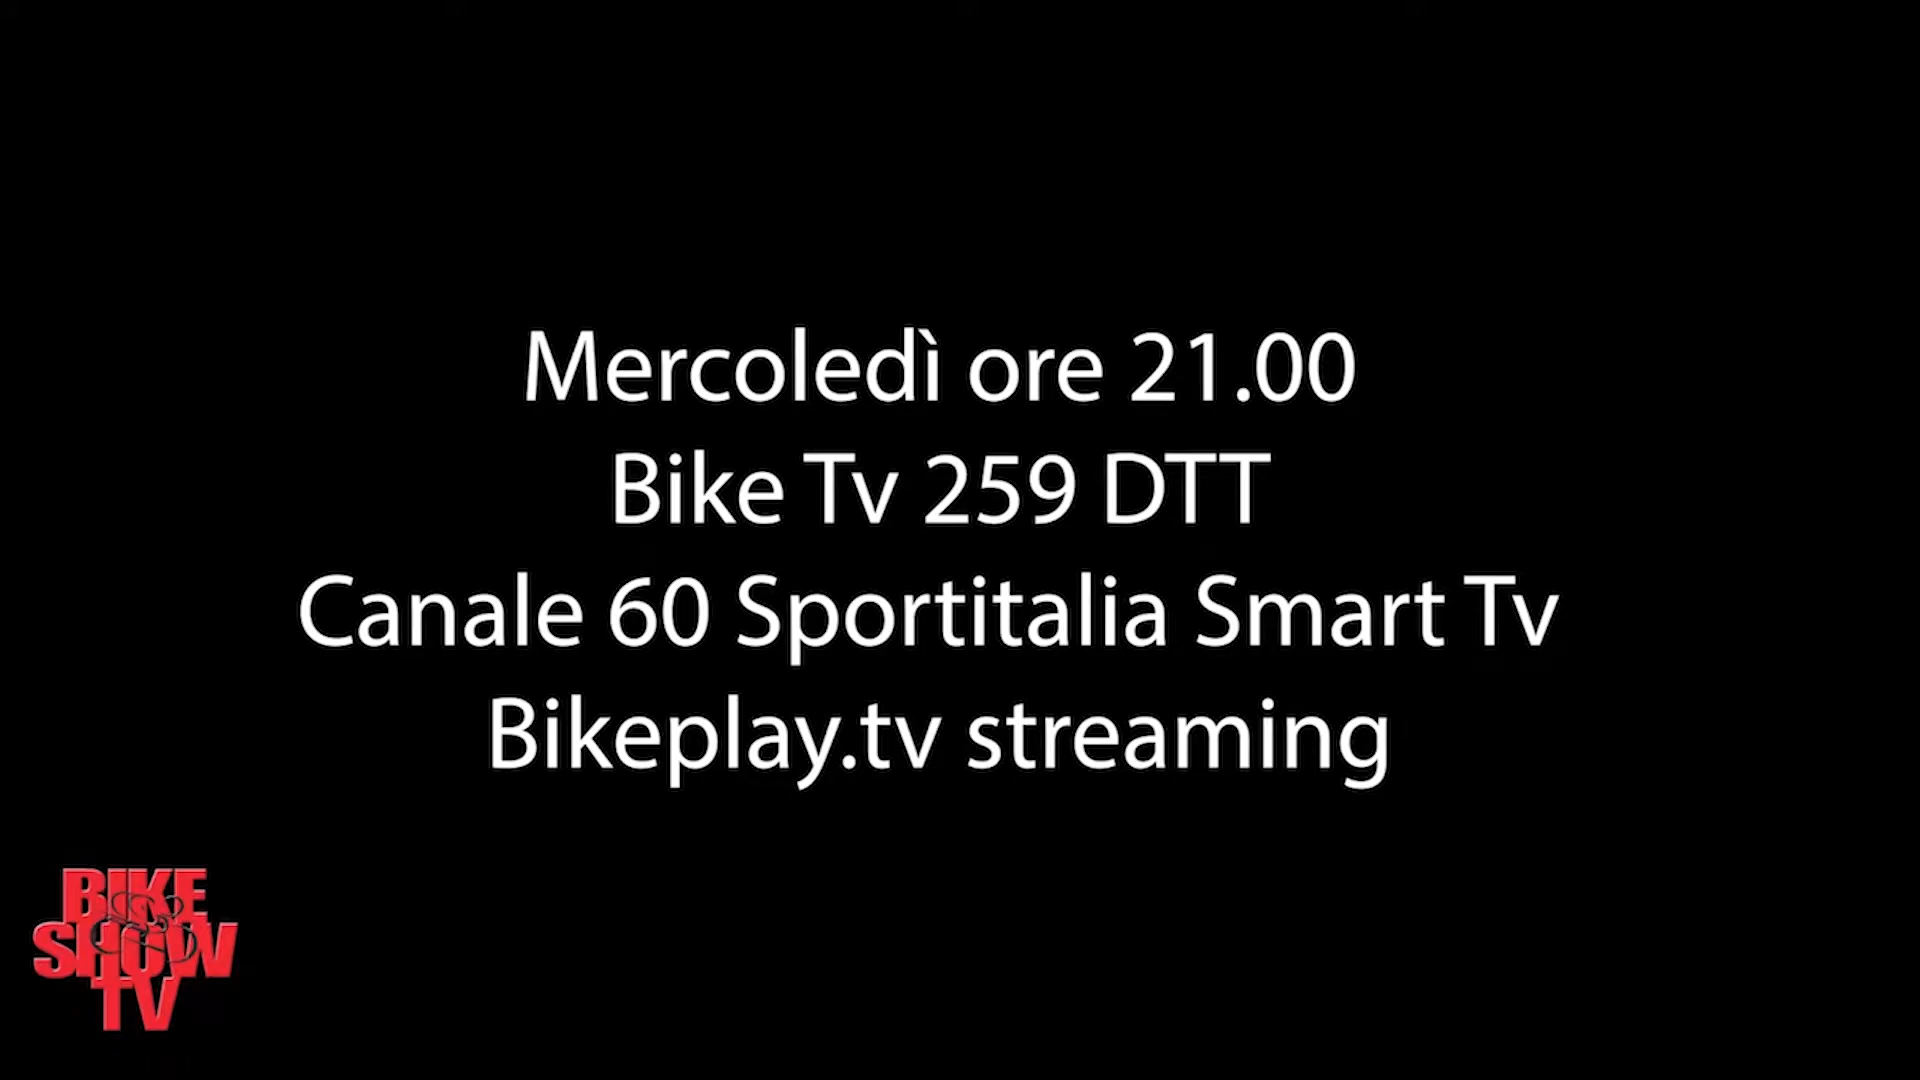 Mercoledì ore 21.00
Bike Tv 259 DTT
Canale 60 Sportitalia Smart Tv
Bikeplay.tv streaming
BIKE
SHOW
TV